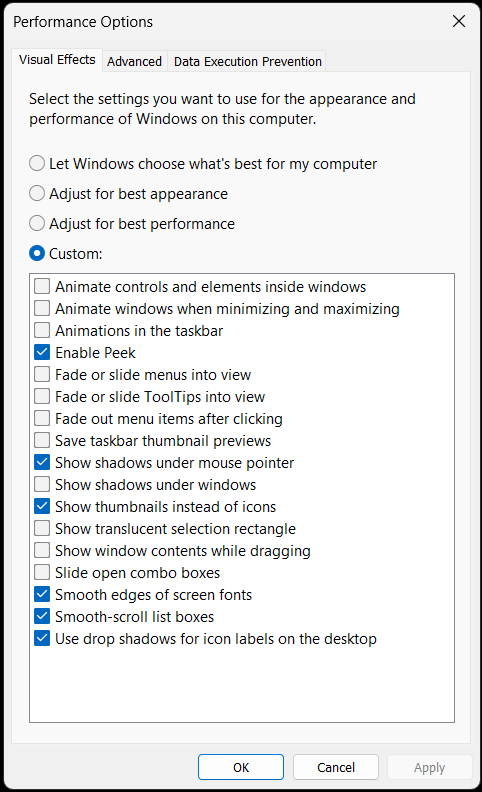 Performance Options
Visual Effects Advanced Data Execution Prevention
Select the settings you want to use for the appearance and
performance of Windows on this computer.
Let Windows choose what's best for my computer
Adjust for best appearance
Adjust for best performance
Custom:
Animate controls and elements inside windows
Animate windows when minimizing and maximizing
Animations in the taskbar
Enable Peek
Fade or slide menus into view
Fade or slide ToolTips into view
Fade out menu items after clicking
Save taskbar thumbnail previews
Show shadows under mouse pointer
Show shadows under windows
Show thumbnails instead of icons
Show translucent selection rectangle
Show window contents while dragging
Slide open combo boxes
Smooth edges of screen fonts
Smooth-scroll list boxes
Use drop shadows for icon labels on the desktop
OK Cancel Apply